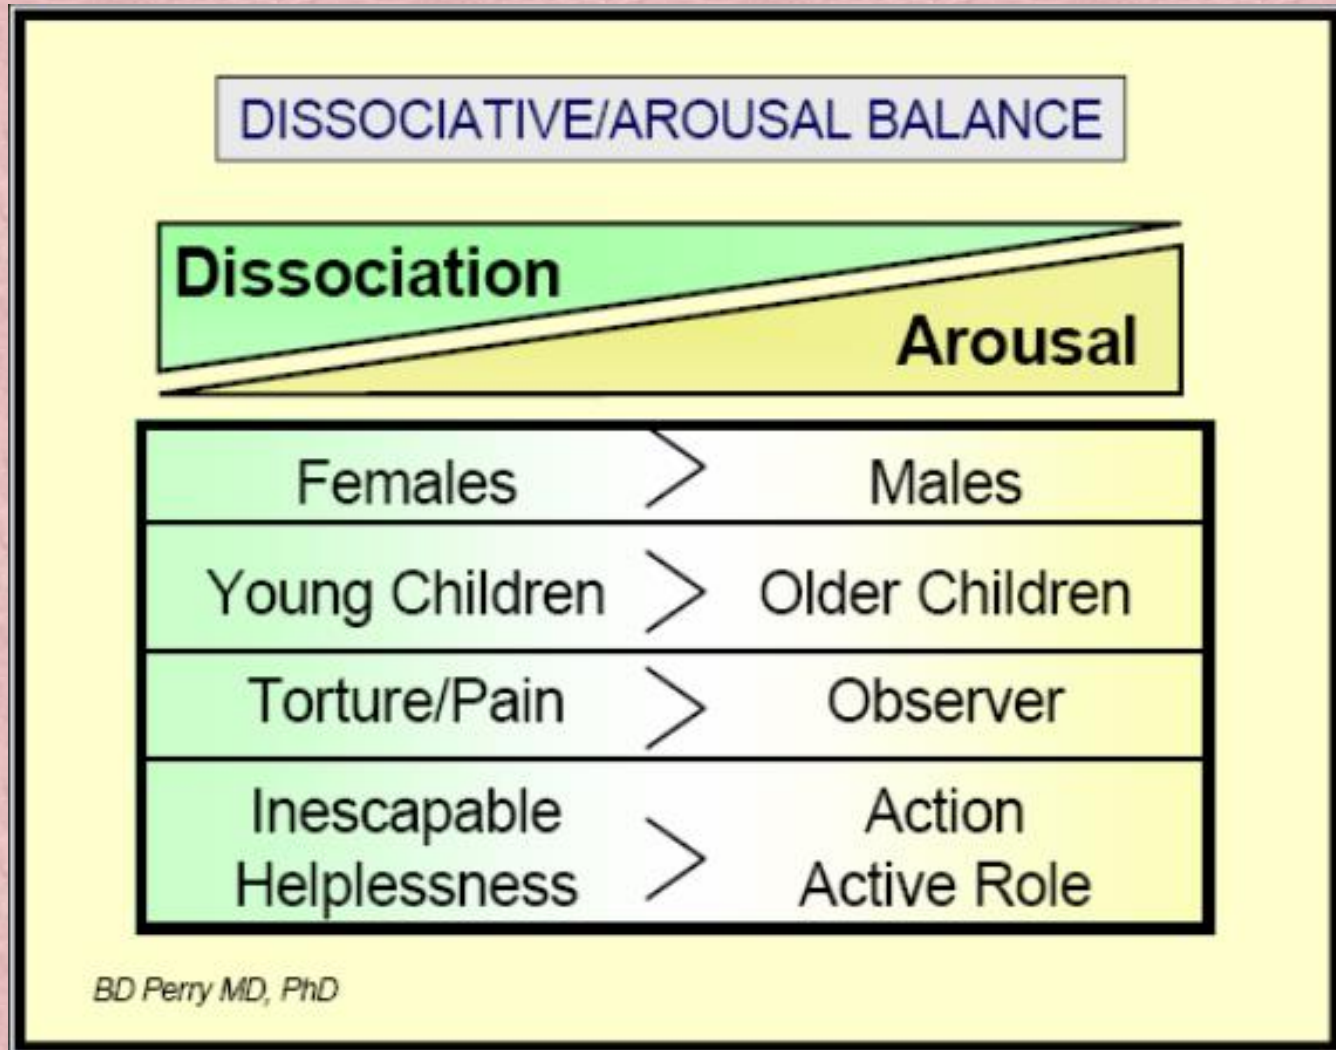 DISSOCIATIVE/AROUSAL BALANCE
Dissociation
Arousal
Females > Males
Young Children > Older Children
Torture/Pain > Observer
Inescapable > Action
Helplessness Active Role
BD Perry MD, PhD